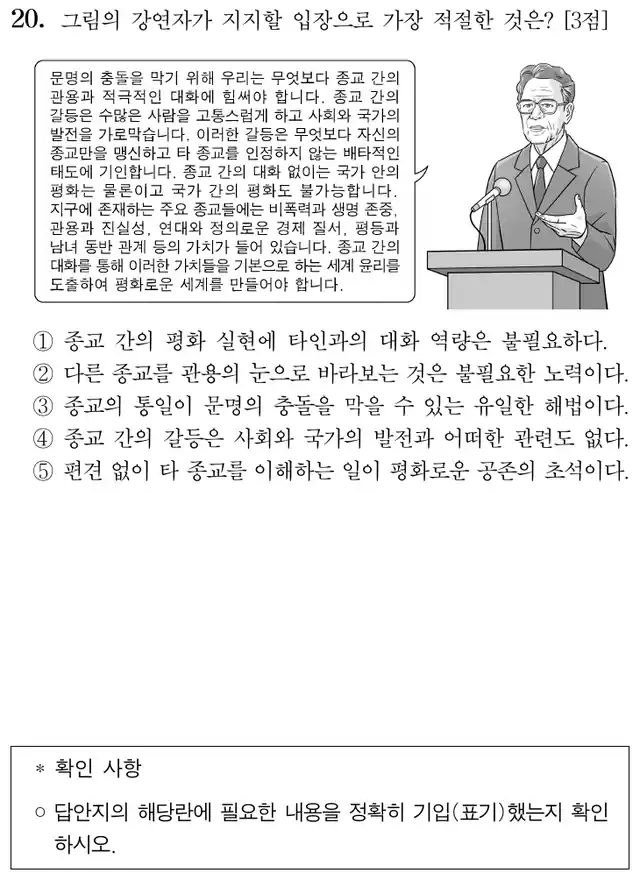 20. 그림의 강연자가 지지할 입장으로 가장 적절한 것은? [3점]
문명의 충돌을 막기 위해 우리는 무엇보다 종교 간의
관용과 적극적인 대화에 힘써야 합니다. 종교 간의
갈등은 수많은 사람을 고통스럽게 하고 사회와 국가의
발전을 가로막습니다. 이러한 갈등은 무엇보다 자신의
종교만을 맹신하고 타 종교를 인정하지 않는 배타적인
태도에 기인합니다. 종교 간의 대화 없이는 국가 안의
평화는 물론이고 국가 간의 평화도 불가능합니다.
지구에 존재하는 주요 종교들에는 비폭력과 생명 존중,
관용과 진실성, 연대와 정의로운 경제 질서, 평등과
남녀 동반 관계 등의 가치가 들어 있습니다. 종교 간의
대화를 통해 이러한 가치들을 기본으로 하는 세계 윤리를
도출하여 평화로운 세계를 만들어야 합니다.
① 종교 간의 평화 실현에 타인과의 대화 역량은 불필요하다.
② 다른 종교를 관용의 눈으로 바라보는 것은 불필요한 노력이다.
③ 종교의 통일이 문명의 충돌을 막을 수 있는 유일한 해법이다.
④ 종교 간의 갈등은 사회와 국가의 발전과 어떠한 관련도 없다.
⑤ 편견 없이 타 종교를 이해하는 일이 평화로운 공존의 초석이다.
* 확인 사항
○ 답안지의 해당란에 필요한 내용을 정확히 기입(표기)했는지 확인
하시오.